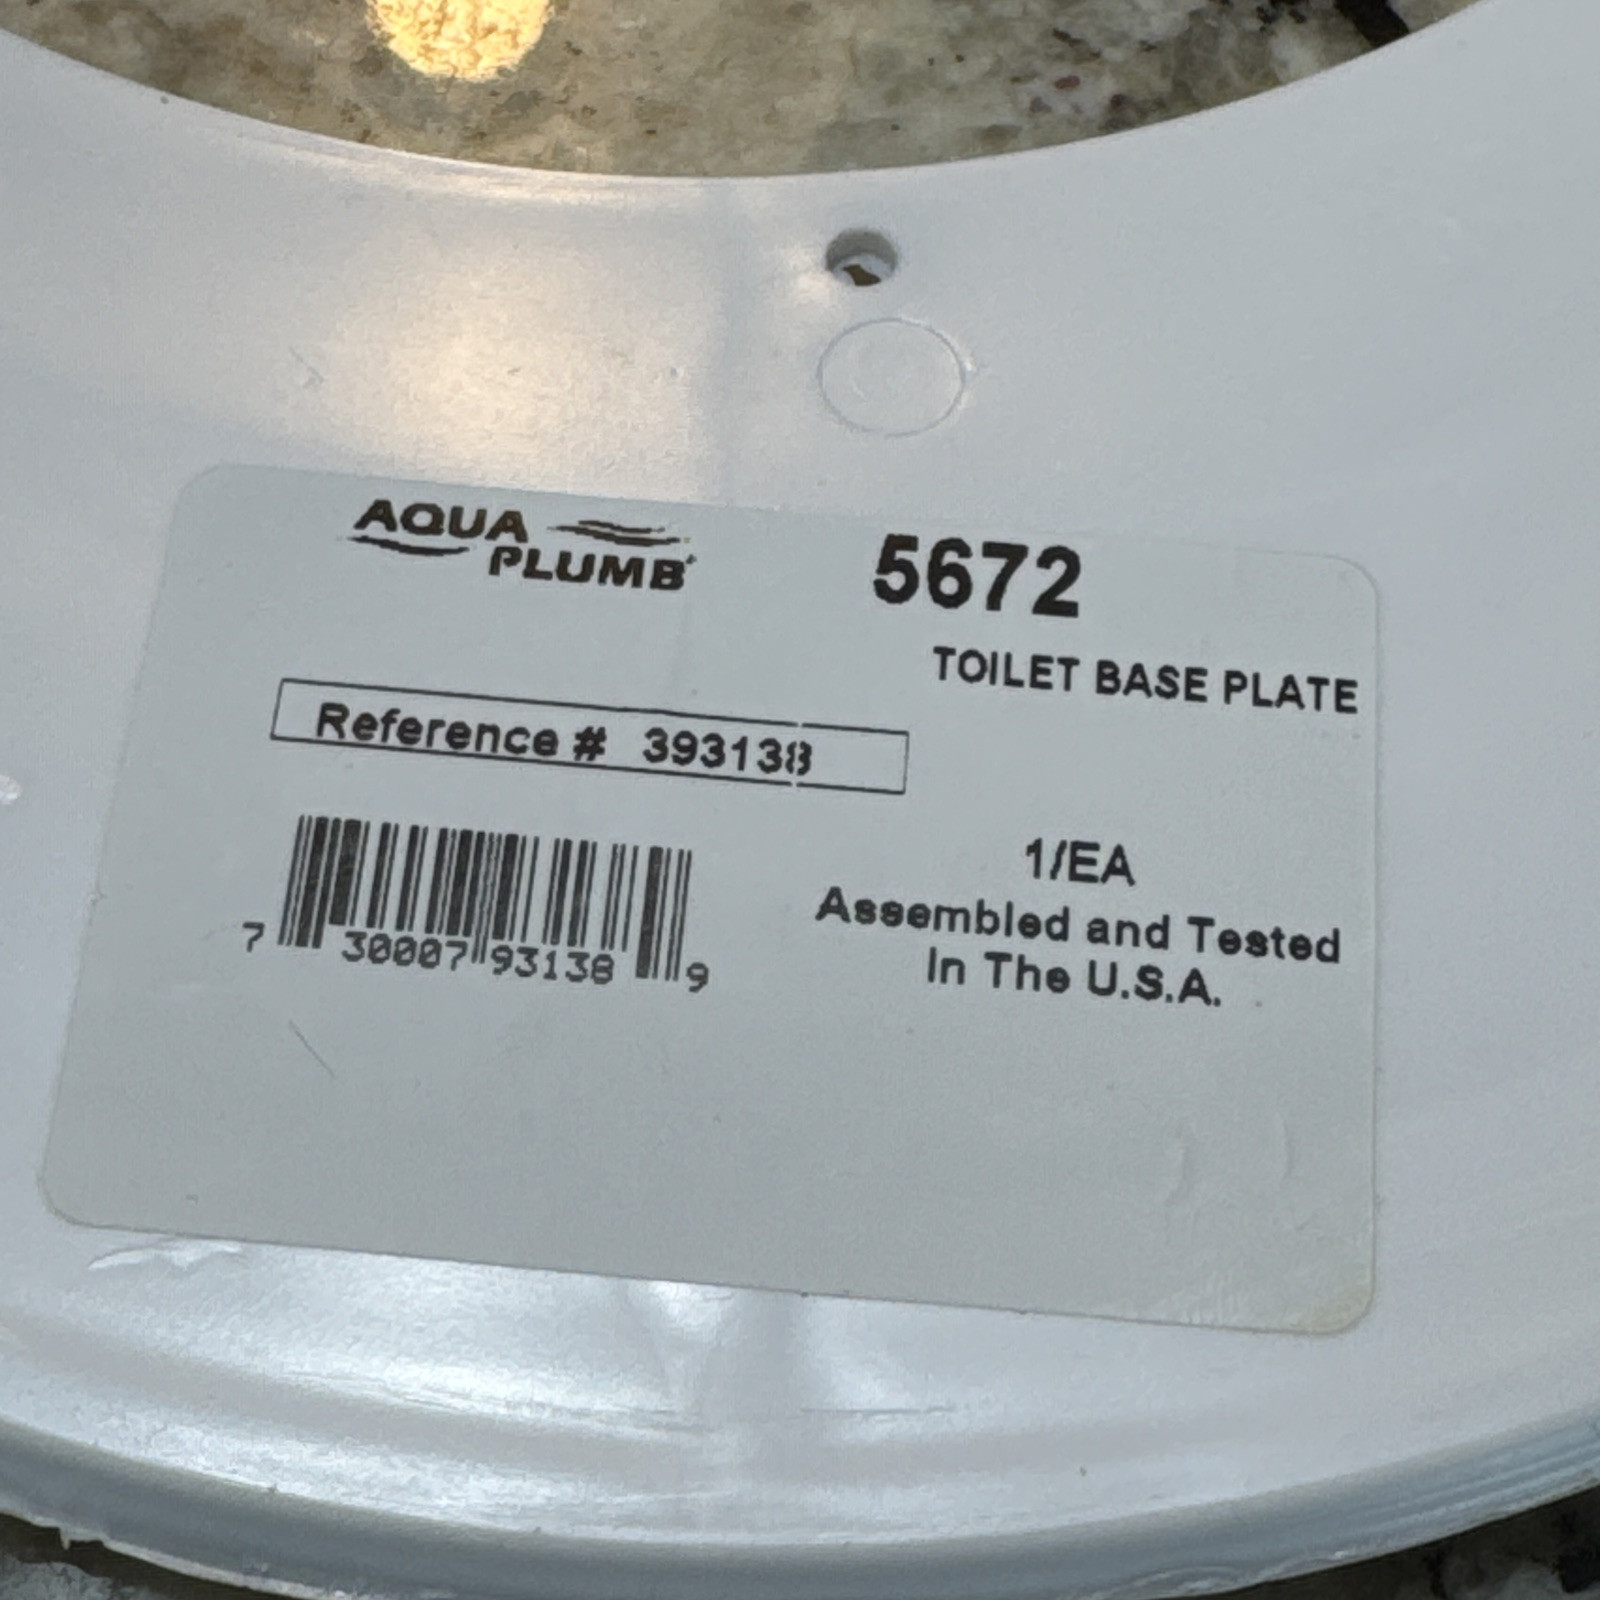 AQUA
PLUMB
5672
TOILET BASE PLATE
Reference # 393138
7 30007 93138 9
1/EA
Assembled and Tested
In The U.S.A.